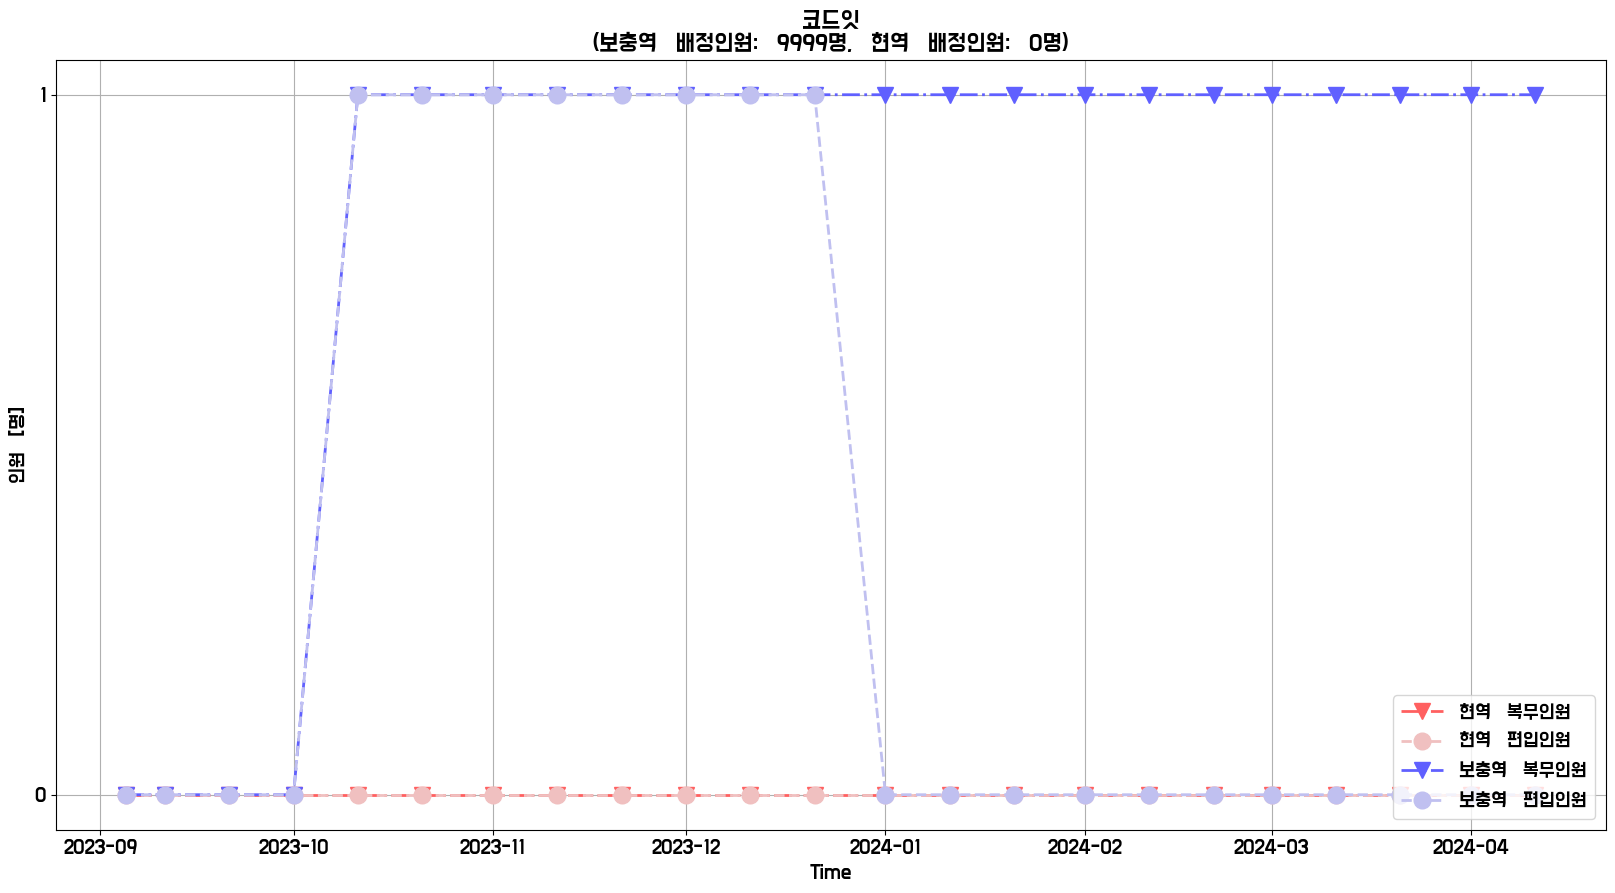 코드잇
(보충역 배정인원: 9999명, 현역 배정인원: 0명)
1
인원 [명]
0
현역 복무인원
현역 편입인원
보충역 복무인원
보충역 편입인원
2023-09 2023-10 2023-11 2023-12 2024-01 2024-02 2024-03 2024-04
Time